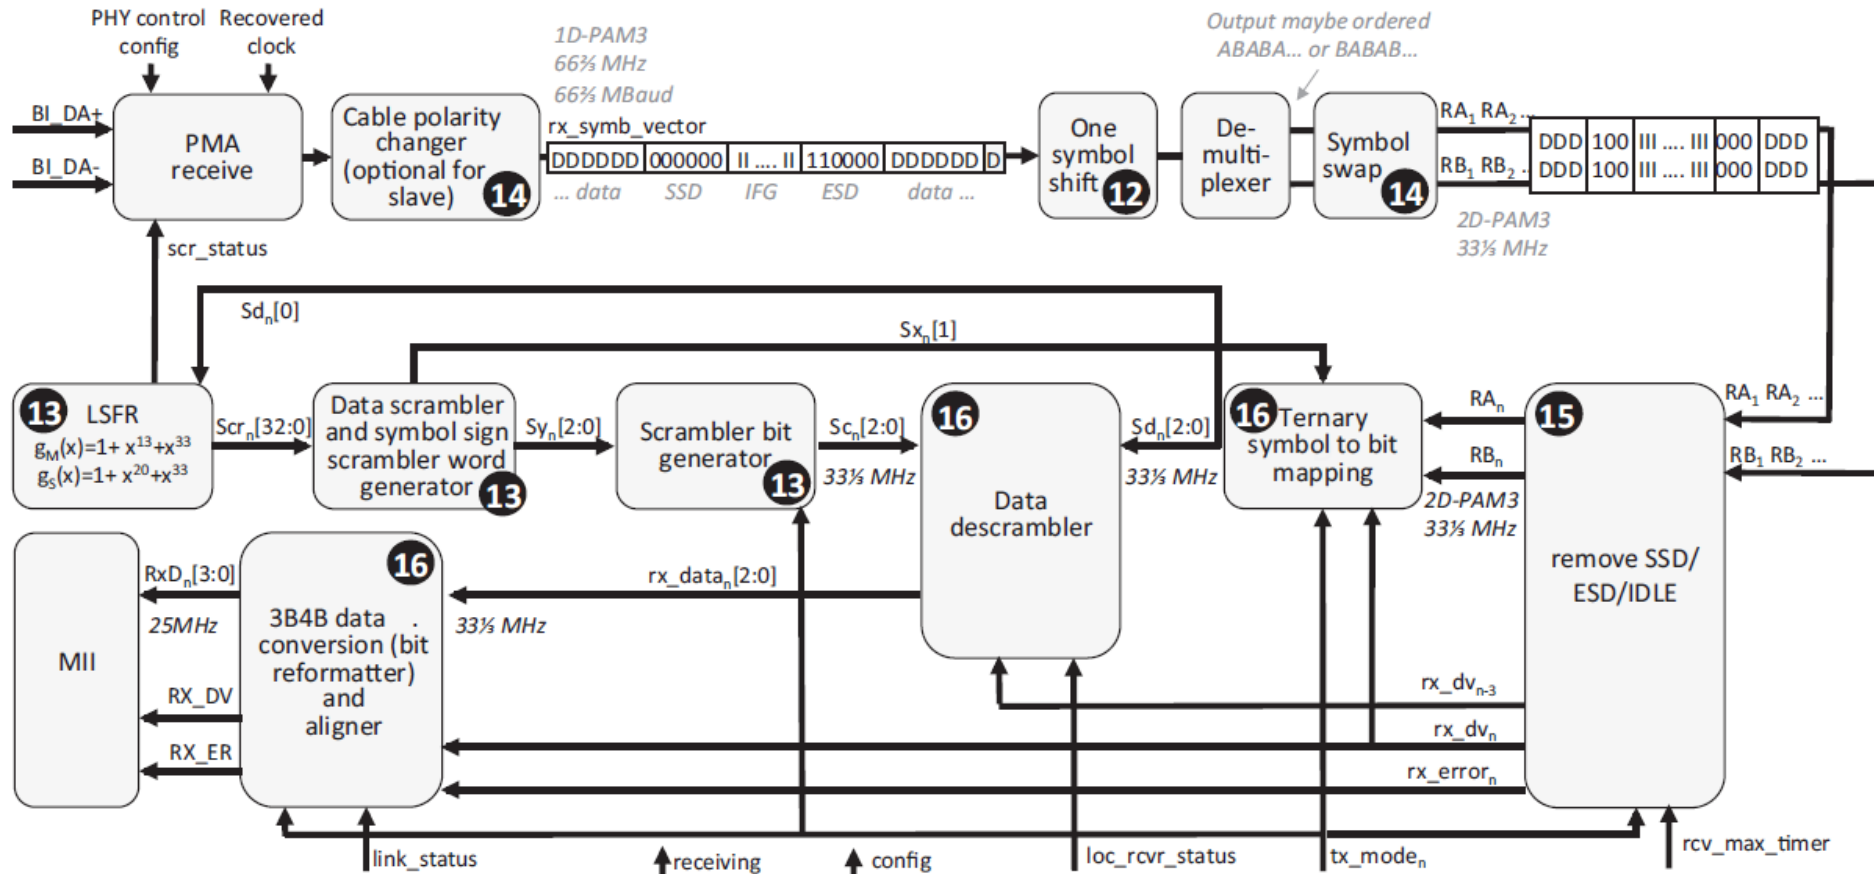 PHY control
config
Recovered
clock
1D-PAM3
66⅔ MHz
66⅔ MBaud
Output maybe ordered
ABABA... or BABAB...
BI_DA+
BI_DA-
PMA
receive
Cable polarity
changer
(optional for
slave)
14
rx_symb_vector
DDDDDD 000000 II .... II 110000 DDDDDD D
... data SSD IFG ESD data ...
One
symbol
shift
12
De-
multi-
plexer
Symbol
swap
14
RA₁ RA₂ ...
RB₁ RB₂ ...
DDD 100 III .... III 000 DDD
DDD 100 III .... III 000 DDD
2D-PAM3
33⅓ MHz
scr_status
Sdₙ[0]
Sxₙ[1]
13 LSFR
g_M(x)=1+ x¹³+x³³
g_S(x)=1+ x²⁰+x³³
Scrₙ[32:0]
Data scrambler
and symbol sign
scrambler word
generator
13
Syₙ[2:0]
Scrambler bit
generator
13
Scₙ[2:0]
33⅓ MHz
16
Data
descrambler
Sdₙ[2:0]
33⅓ MHz
16 Ternary
symbol to bit
mapping
RAₙ
RBₙ
2D-PAM3
33⅓ MHz
15
remove SSD/
ESD/IDLE
RA₁ RA₂ ...
RB₁ RB₂ ...
MII
RxDₙ[3:0]
25MHz
RX_DV
RX_ER
16
3B4B data .
conversion (bit
reformatter)
and
aligner
rx_dataₙ[2:0]
33⅓ MHz
rx_dvₙ₋₃
rx_dvₙ
rx_errorₙ
link_status
receiving
config
loc_rcvr_status
tx_modeₙ
rcv_max_timer